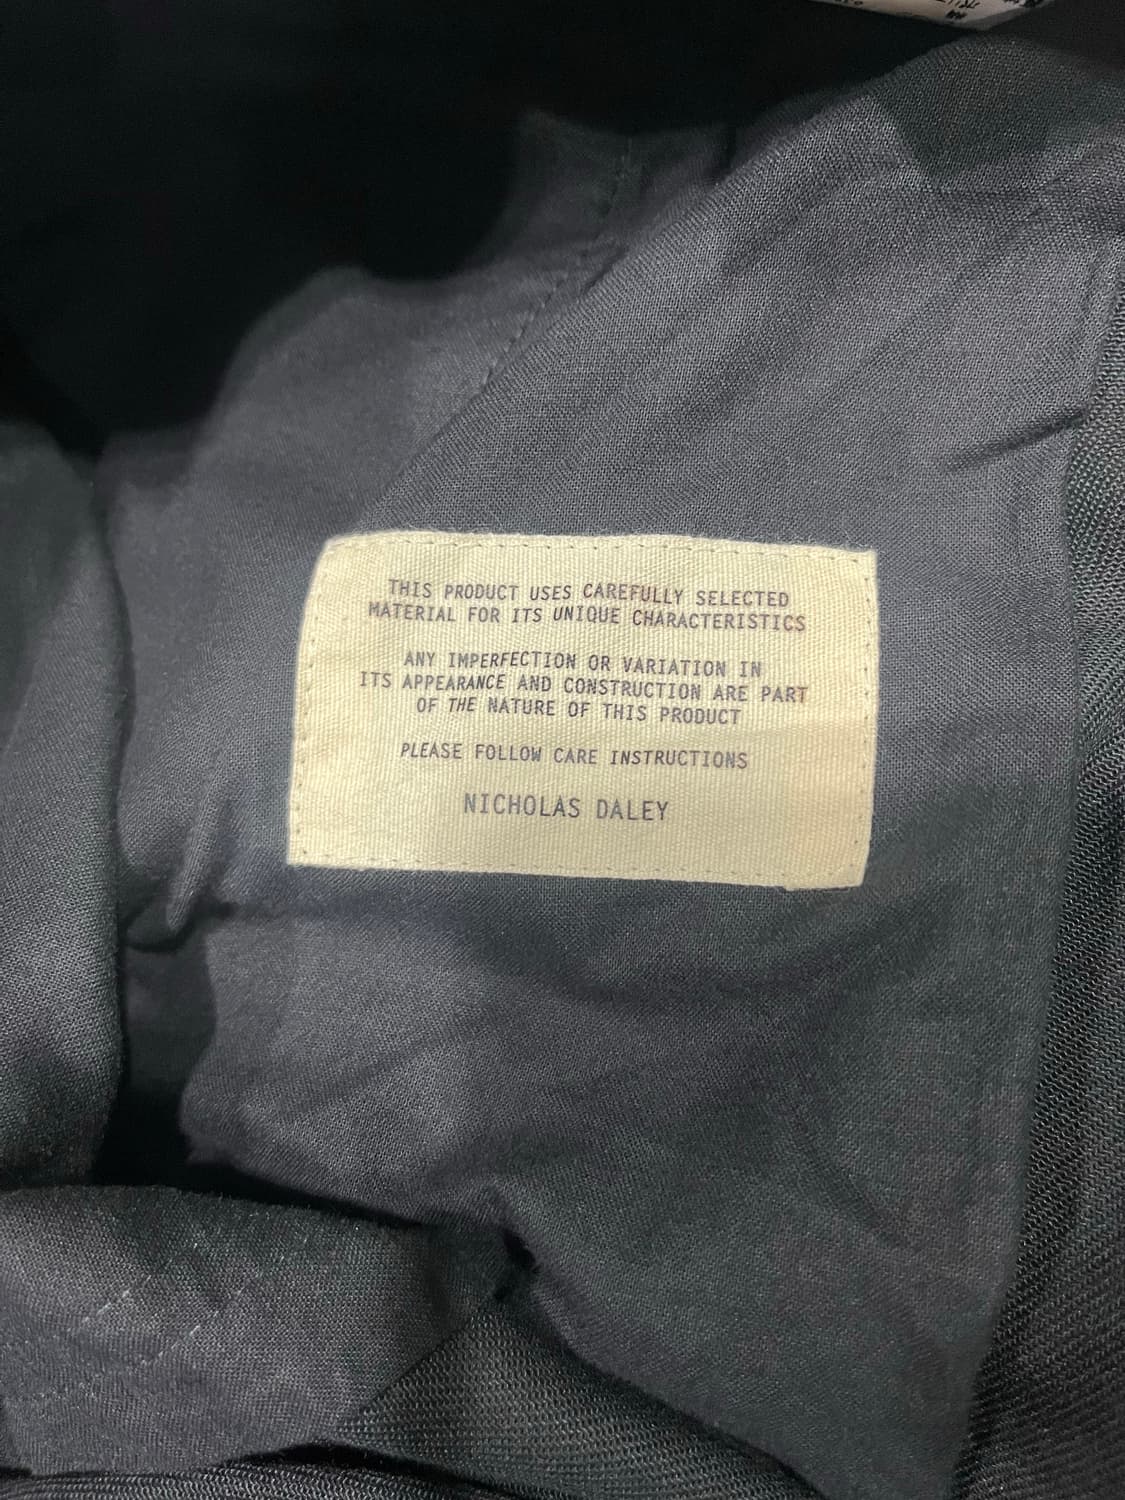 THIS PRODUCT USES CAREFULLY SELECTED
MATERIAL FOR ITS UNIQUE CHARACTERISTICS
ANY IMPERFECTION OR VARIATION IN
ITS APPEARANCE AND CONSTRUCTION ARE PART
OF THE NATURE OF THIS PRODUCT
PLEASE FOLLOW CARE INSTRUCTIONS
NICHOLAS DALEY